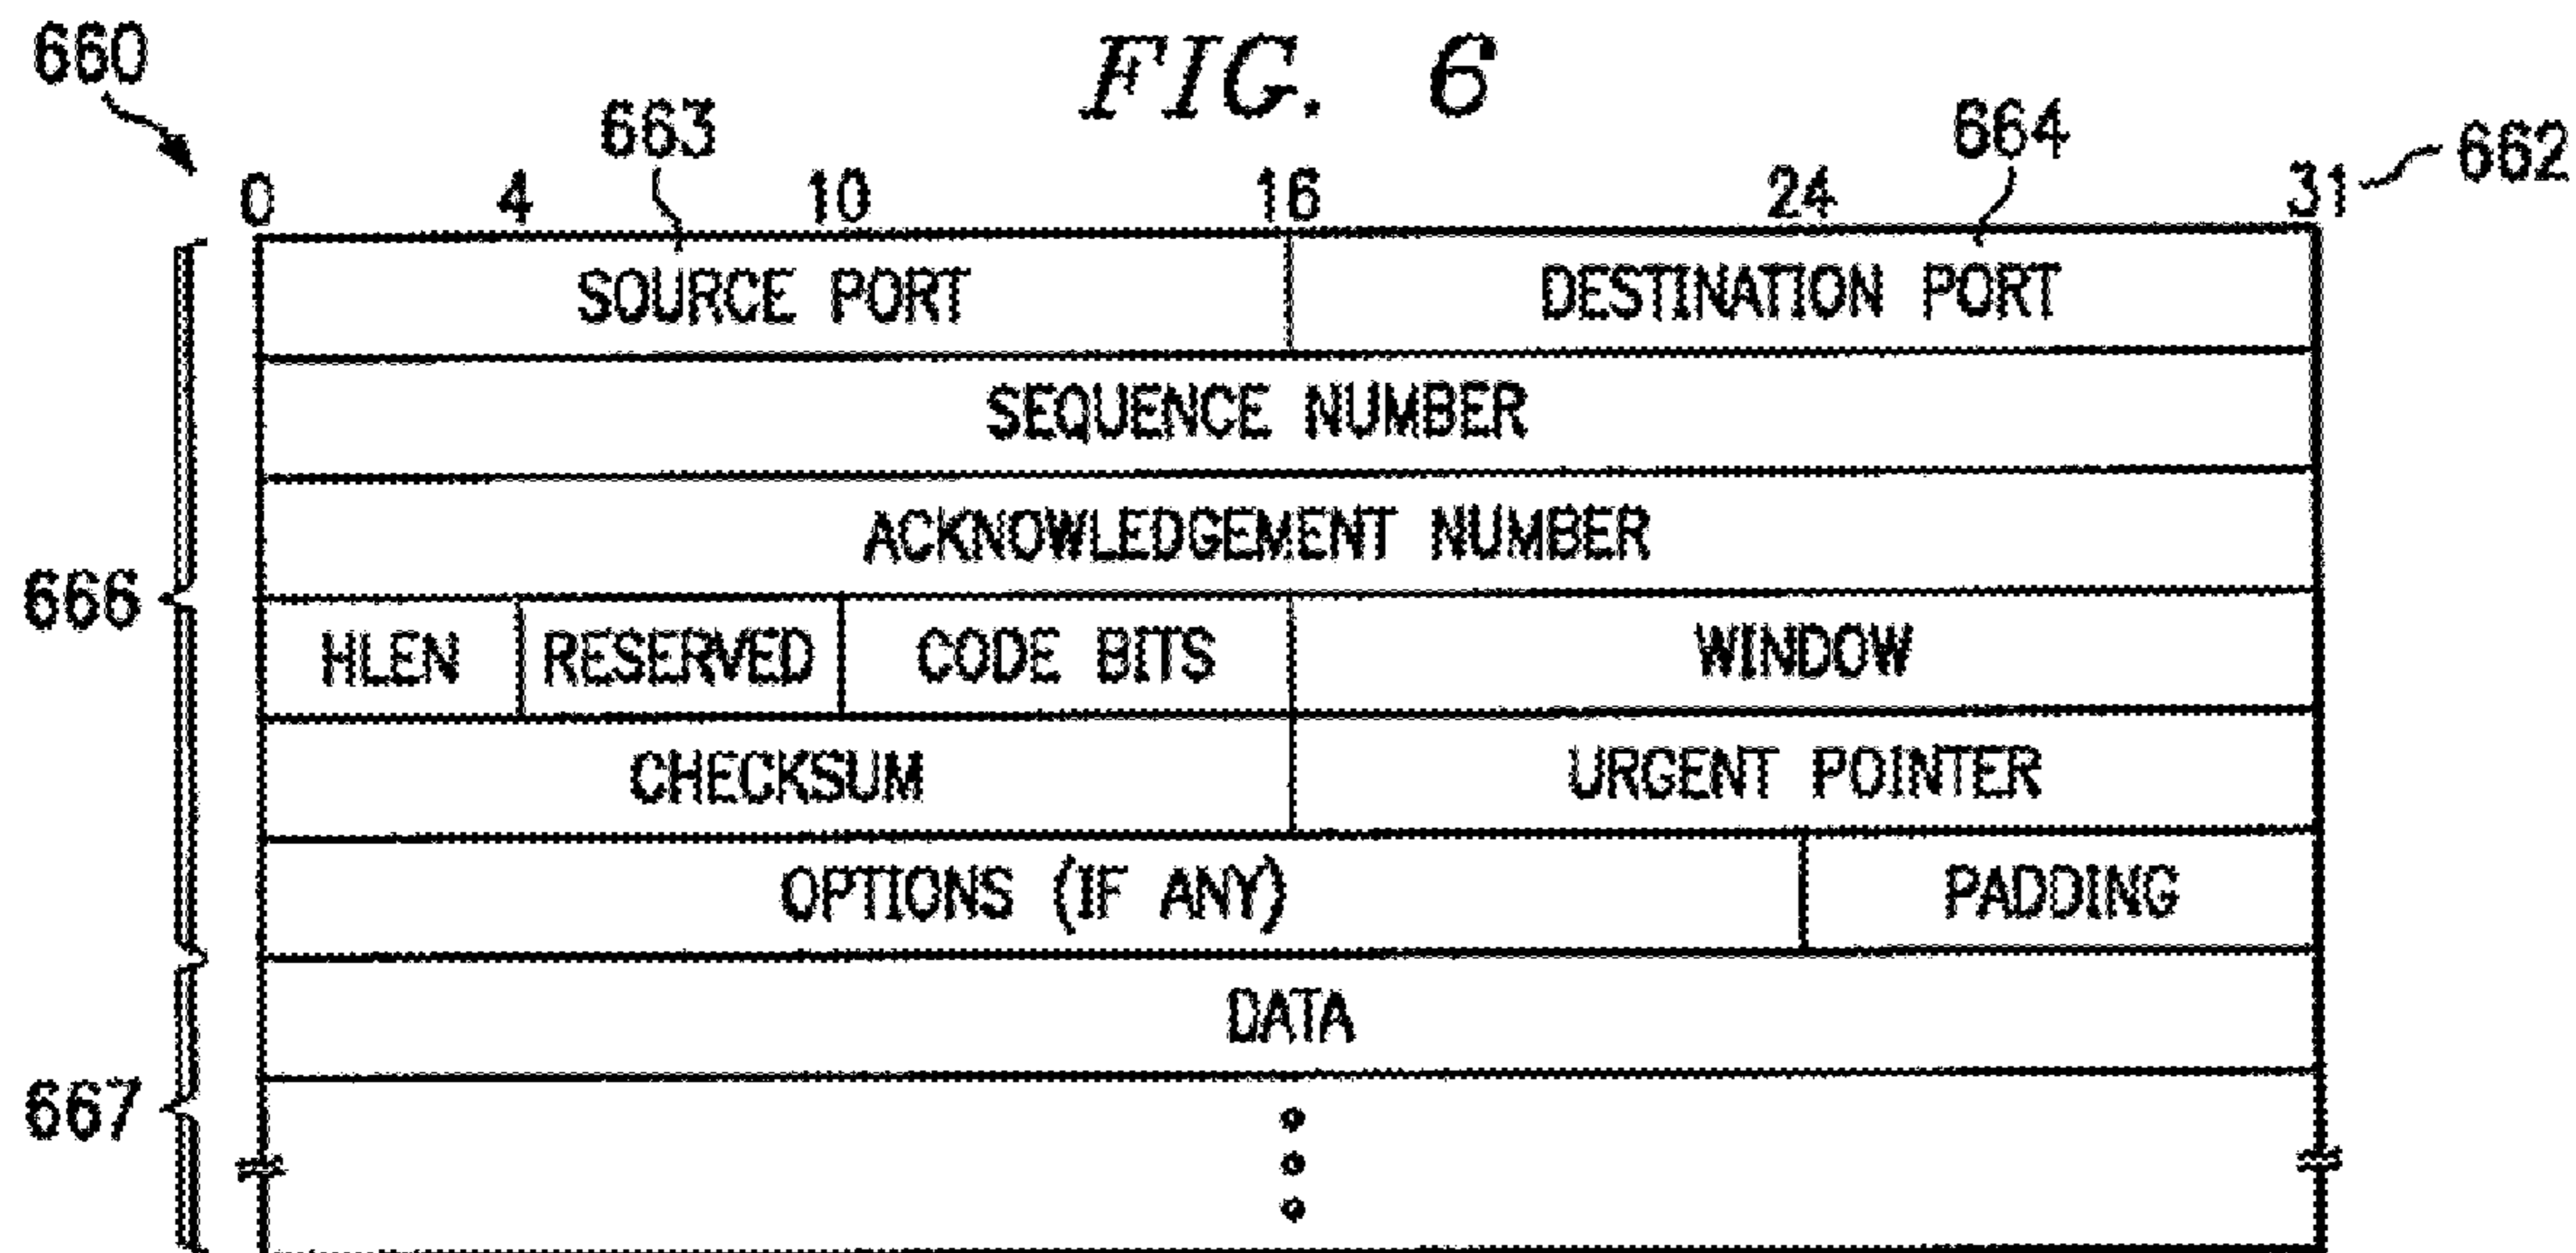 660
FIG. 6
663
664
662
0 4 10 16 24 31
SOURCE PORT DESTINATION PORT
SEQUENCE NUMBER
ACKNOWLEDGEMENT NUMBER
666
HLEN RESERVED CODE BITS WINDOW
CHECKSUM URGENT POINTER
OPTIONS (IF ANY) PADDING
DATA
667